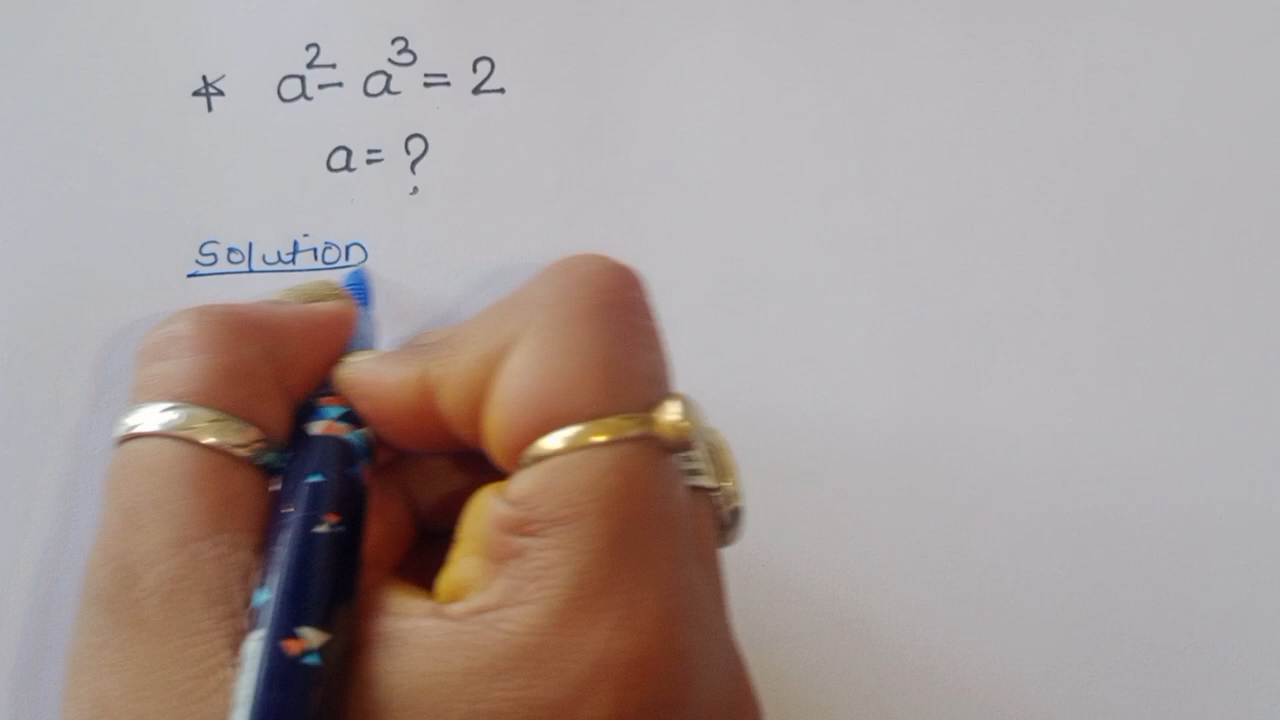 * a² - a³ = 2
a = ?
Solution